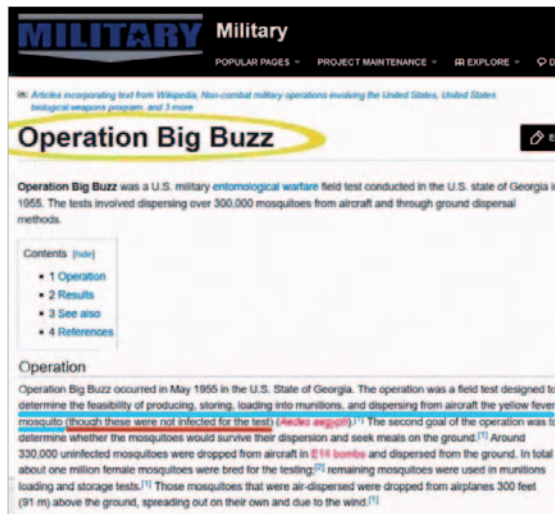 MILITARY
Military
POPULAR PAGES
PROJECT MAINTENANCE
EXPLORE
D
in: Articles incorporating text from Wikipedia, Non-combat military operations involving the United States, United States
biological weapons program, and 3 more
Operation Big Buzz
E
Operation Big Buzz was a U.S. military entomological warfare field test conducted in the U.S. state of Georgia in
1955. The tests involved dispersing over 300,000 mosquitoes from aircraft and through ground dispersal
methods.
Contents [hide]
1 Operation
2 Results
3 See also
4 References
Operation
Operation Big Buzz occurred in May 1955 in the U.S. State of Georgia. The operation was a field test designed to
determine the feasibility of producing, storing, loading into munitions, and dispersing from aircraft the yellow fever
mosquito (though these were not infected for the test) (Aedes aegypti).[1] The second goal of the operation was to
determine whether the mosquitoes would survive their dispersion and seek meals on the ground.[1] Around
330,000 uninfected mosquitoes were dropped from aircraft in E14 bombs and dispersed from the ground. In total
about one million female mosquitoes were bred for the testing;[2] remaining mosquitoes were used in munitions
loading and storage tests.[1] Those mosquitoes that were air-dispersed were dropped from airplanes 300 feet
(91 m) above the ground, spreading out on their own and due to the wind.[1]